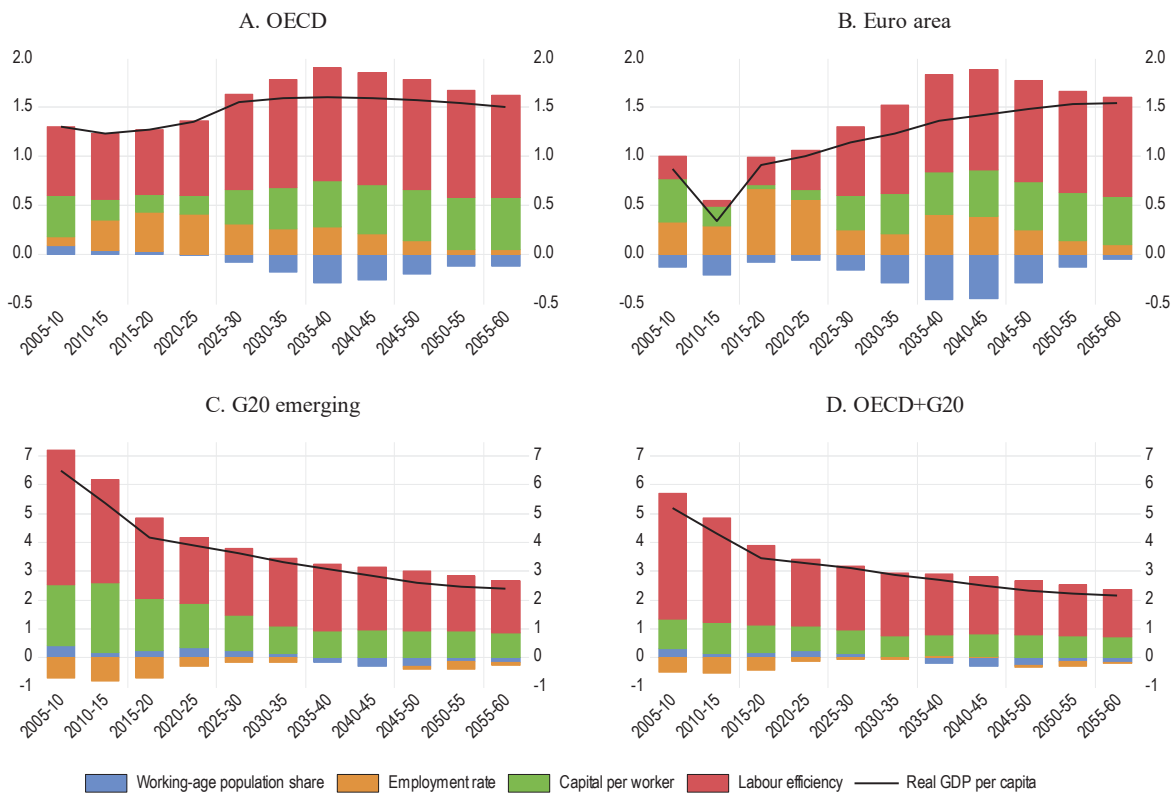 A. OECD
B. Euro area
2.0 2.0 2.0 2.0
1.5 1.5 1.5 1.5
1.0 1.0 1.0 1.0
0.5 0.5 0.5 0.5
0.0 0.0 0.0 0.0
-0.5 -0.5 -0.5 -0.5
2005-10 2010-15 2015-20 2020-25 2025-30 2030-35 2035-40 2040-45 2045-50 2050-55 2055-60
2005-10 2010-15 2015-20 2020-25 2025-30 2030-35 2035-40 2040-45 2045-50 2050-55 2055-60
C. G20 emerging
D. OECD+G20
7 7 7 7
6 6 6 6
5 5 5 5
4 4 4 4
3 3 3 3
2 2 2 2
1 1 1 1
0 0 0 0
-1 -1 -1 -1
2005-10 2010-15 2015-20 2020-25 2025-30 2030-35 2035-40 2040-45 2045-50 2050-55 2055-60
2005-10 2010-15 2015-20 2020-25 2025-30 2030-35 2035-40 2040-45 2045-50 2050-55 2055-60
Working-age population share Employment rate Capital per worker Labour efficiency Real GDP per capita